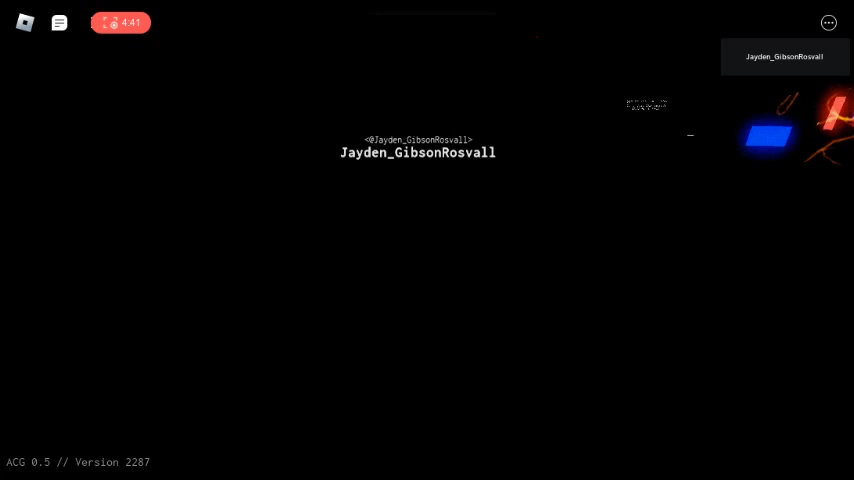 4:41
Jayden_GibsonRosvall
<@Jayden_GibsonRosvall>
Jayden_GibsonRosvall
ACG 0.5 // Version 2287